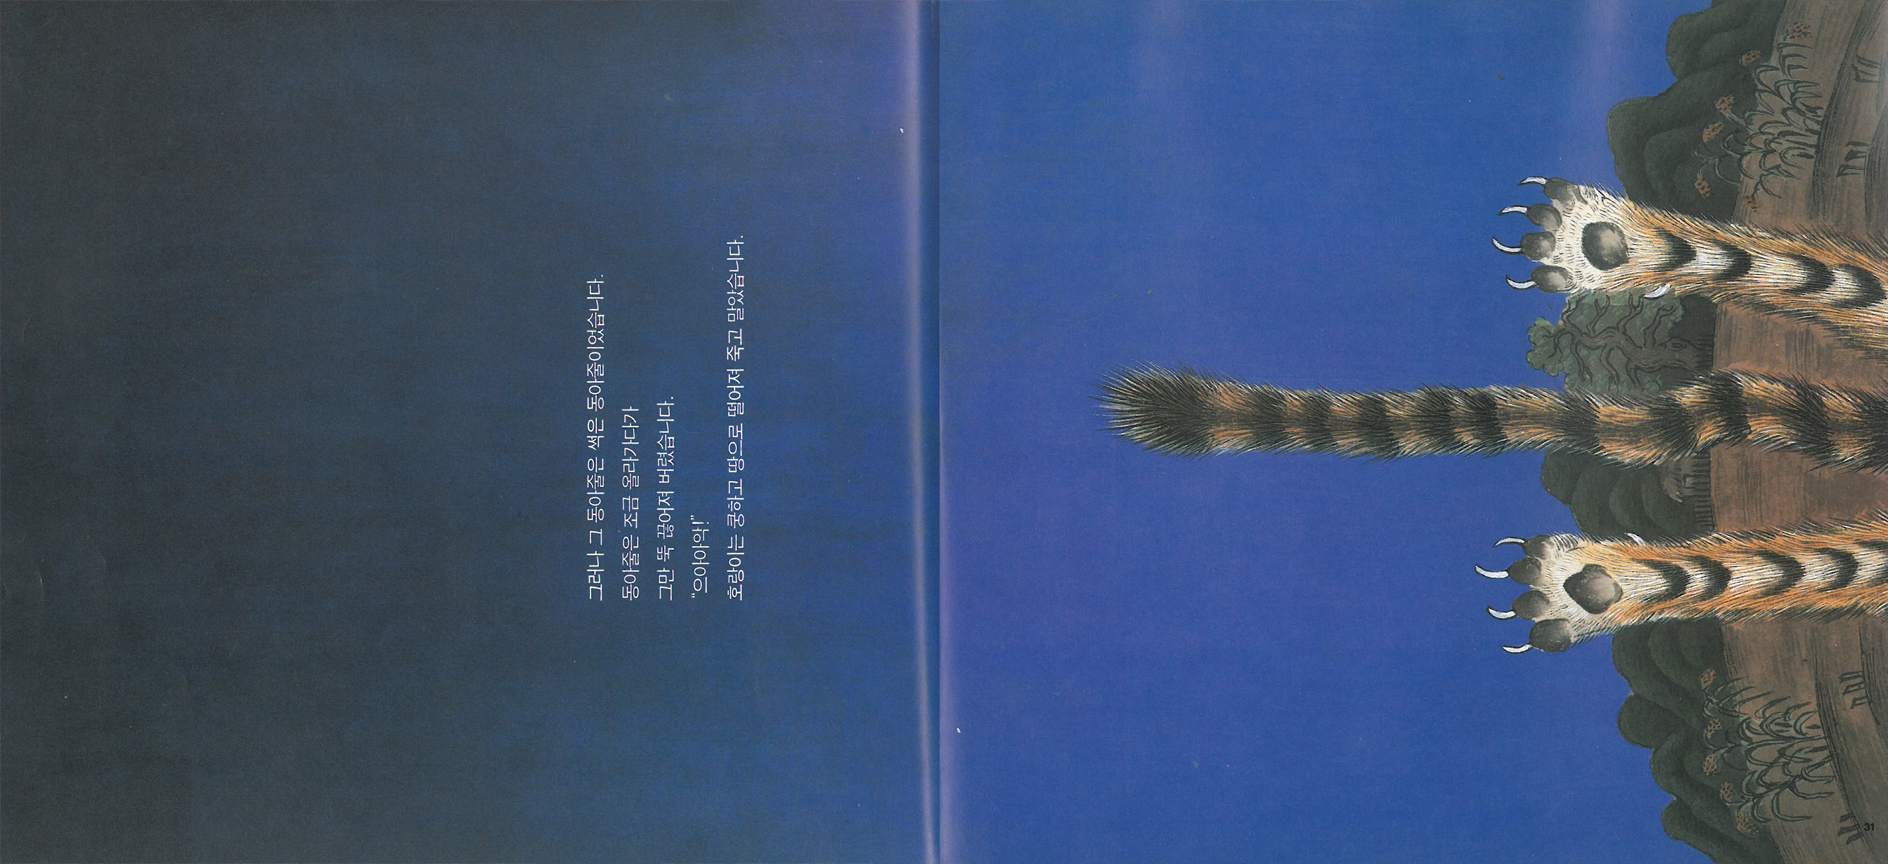 그러나 그 동아줄은 썩은 동아줄이었습니다.
동아줄은 조금 올라가다가
그만 뚝 끊어져 버렸습니다.
“으아아악!”
호랑이는 쿵하고 땅으로 떨어져 죽고 말았습니다.
31